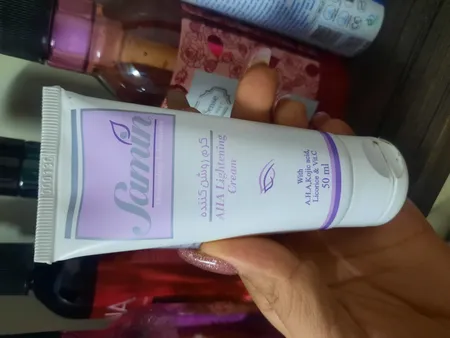 Samin
کرم روشن کننده
AHA Lightening
Cream
With
A.H.A, Kojic acid,
Licorice & Vit.C
50 ml